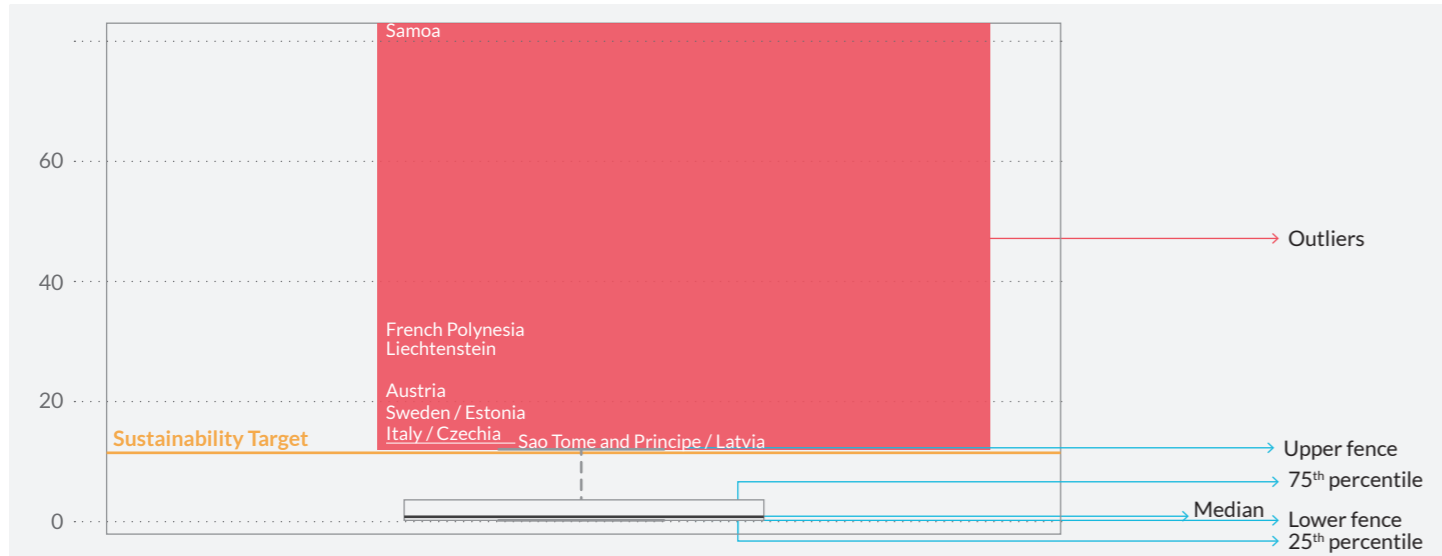 Samoa
60
Outliers
40
French Polynesia
Liechtenstein
Austria
20
Sweden / Estonia
Italy / Czechia
Sao Tome and Principe / Latvia
Sustainability Target
Upper fence
75th percentile
Median
0
Lower fence
25th percentile